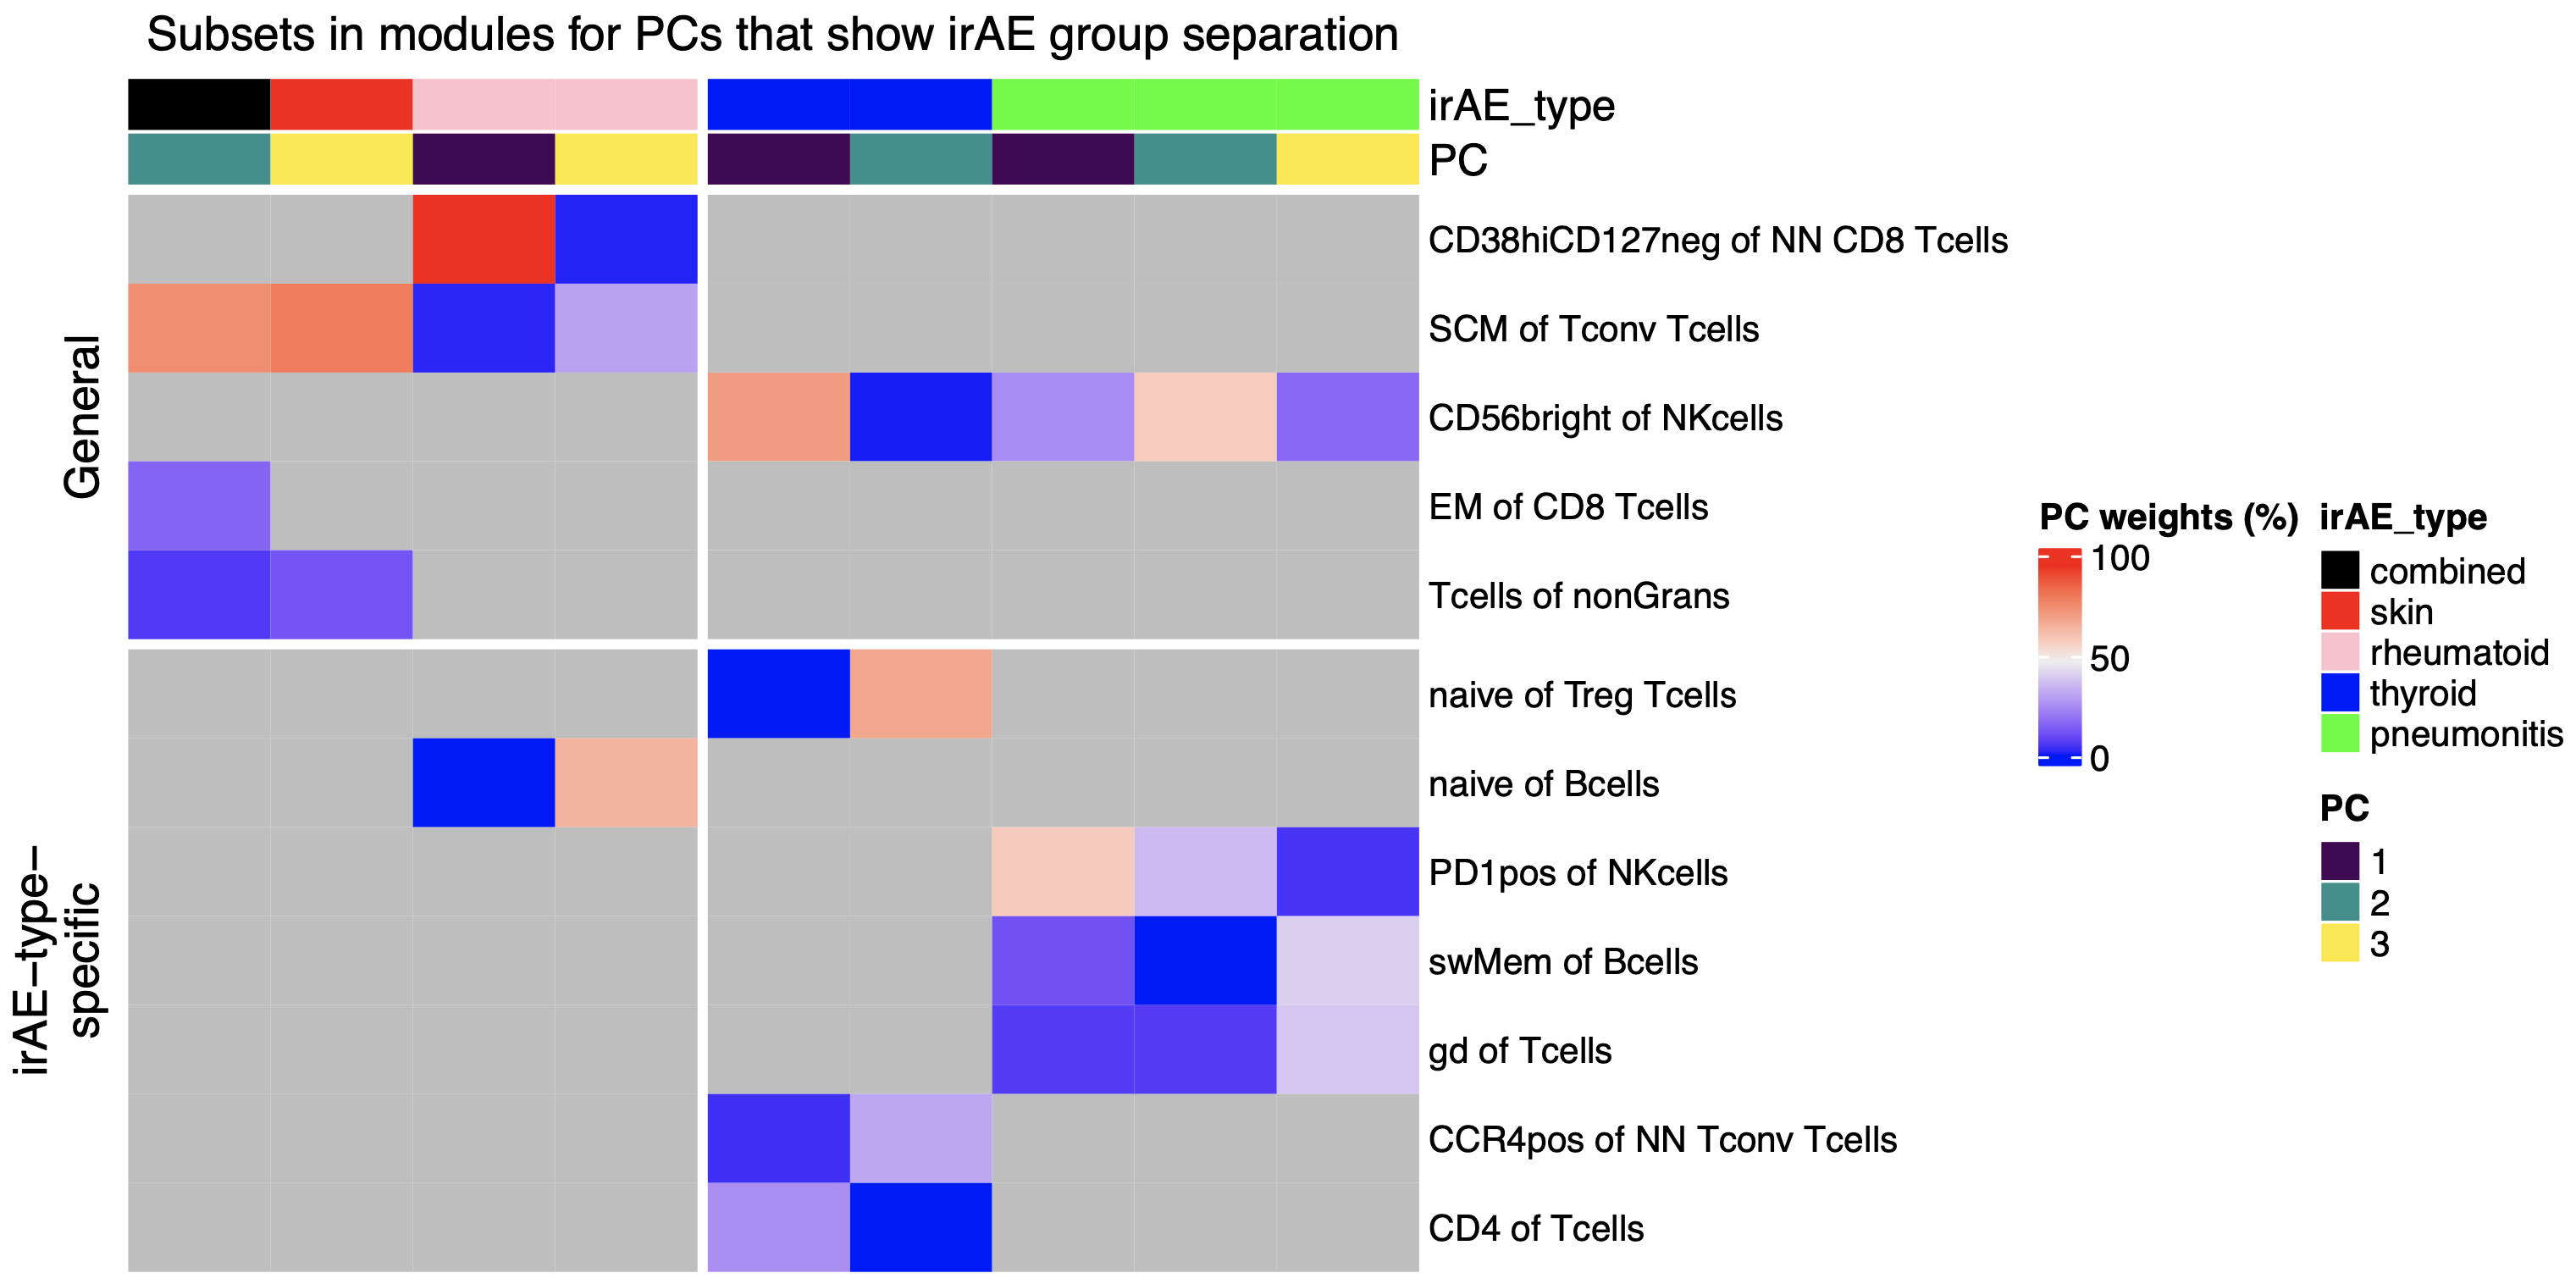 Subsets in modules for PCs that show irAE group separation
irAE_type
PC
General
CD38hiCD127neg of NN CD8 Tcells
SCM of Tconv Tcells
CD56bright of NKcells
EM of CD8 Tcells
Tcells of nonGrans
irAE−type−
specific
naive of Treg Tcells
naive of Bcells
PD1pos of NKcells
swMem of Bcells
gd of Tcells
CCR4pos of NN Tconv Tcells
CD4 of Tcells
PC weights (%)
100
50
0
irAE_type
combined
skin
rheumatoid
thyroid
pneumonitis
PC
1
2
3